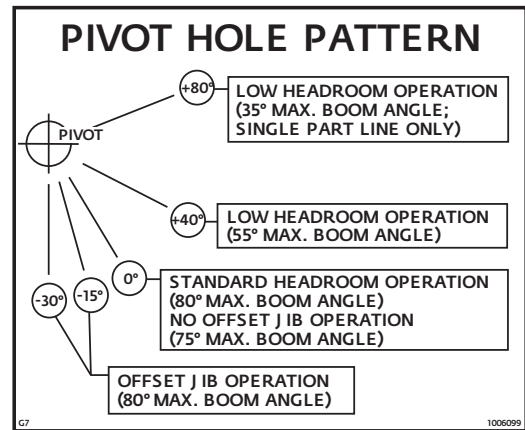 PIVOT HOLE PATTERN
+80°
LOW HEADROOM OPERATION
(35° MAX. BOOM ANGLE;
SINGLE PART LINE ONLY)
PIVOT
+40°
LOW HEADROOM OPERATION
(55° MAX. BOOM ANGLE)
0°
STANDARD HEADROOM OPERATION
(80° MAX. BOOM ANGLE)
NO OFFSET JIB OPERATION
(75° MAX. BOOM ANGLE)
-30°
-15°
OFFSET JIB OPERATION
(80° MAX. BOOM ANGLE)
G7
1006099